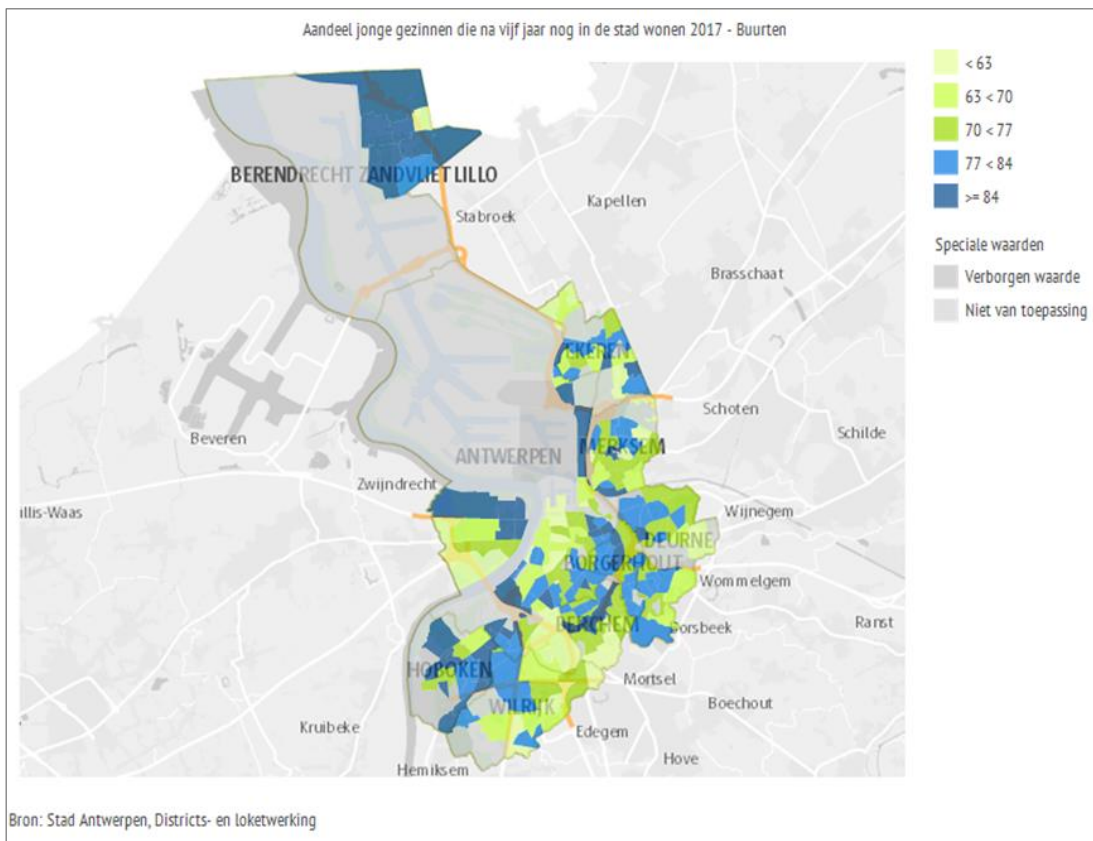 Aandeel jonge gezinnen die na vijf jaar nog in de stad wonen 2017 - Buurten
< 63
63 < 70
70 < 77
77 < 84
>= 84
Speciale waarden
Verborgen waarde
Niet van toepassing
BERENDRECHT ZANDVLIET LILLO
Stabroek
Kapellen
Brasschaat
EKEREN
Schoten
Schilde
Beveren
MERKSEM
ANTWERPEN
Zwijndrecht
illis-Waas
Wijnegem
DEURNE
BORGERHOUT
Wommelgem
Ranst
BERCHEM
Borsbeek
HOBOKEN
Mortsel
Boechout
WILRIJK
Kruibeke
Edegem
Hove
Hemiksem
Bron: Stad Antwerpen, Districts- en loketwerking